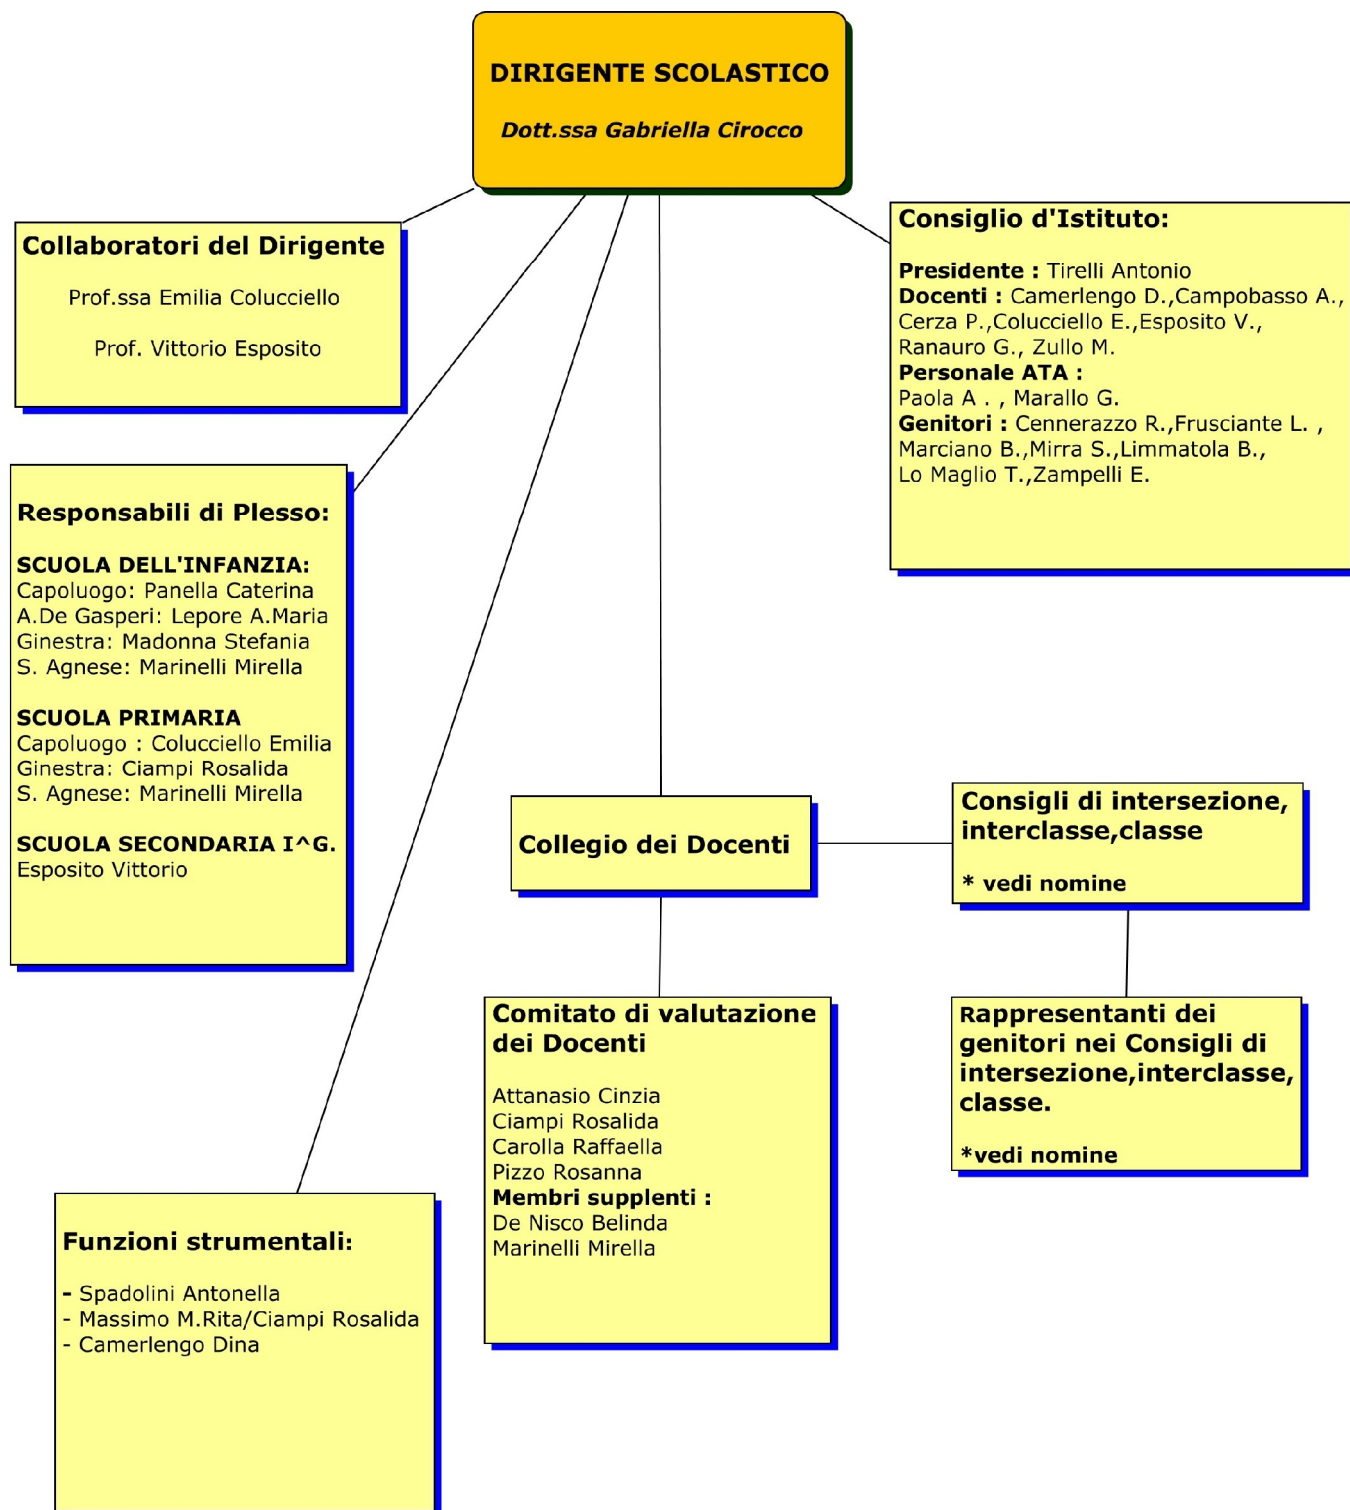 DIRIGENTE SCOLASTICO
Dott.ssa Gabriella Cirocco
Collaboratori del Dirigente
Prof.ssa Emilia Colucciello
Prof. Vittorio Esposito
Consiglio d'Istituto:
Presidente : Tirelli Antonio
Docenti : Camerlengo D.,Campobasso A.,
Cerza P.,Colucciello E.,Esposito V.,
Ranauro G., Zullo M.
Personale ATA :
Paola A . , Marallo G.
Genitori : Cennerazzo R.,Frusciante L. ,
Marciano B.,Mirra S.,Limmatola B.,
Lo Maglio T.,Zampelli E.
Responsabili di Plesso:
SCUOLA DELL'INFANZIA:
Capoluogo: Panella Caterina
A.De Gasperi: Lepore A.Maria
Ginestra: Madonna Stefania
S. Agnese: Marinelli Mirella
SCUOLA PRIMARIA
Capoluogo : Colucciello Emilia
Ginestra: Ciampi Rosalida
S. Agnese: Marinelli Mirella
SCUOLA SECONDARIA I^G.
Esposito Vittorio
Collegio dei Docenti
Consigli di intersezione,
interclasse,classe
* vedi nomine
Comitato di valutazione
dei Docenti
Attanasio Cinzia
Ciampi Rosalida
Carolla Raffaella
Pizzo Rosanna
Membri supplenti :
De Nisco Belinda
Marinelli Mirella
Rappresentanti dei
genitori nei Consigli di
intersezione,interclasse,
classe.
*vedi nomine
Funzioni strumentali:
- Spadolini Antonella
- Massimo M.Rita/Ciampi Rosalida
- Camerlengo Dina